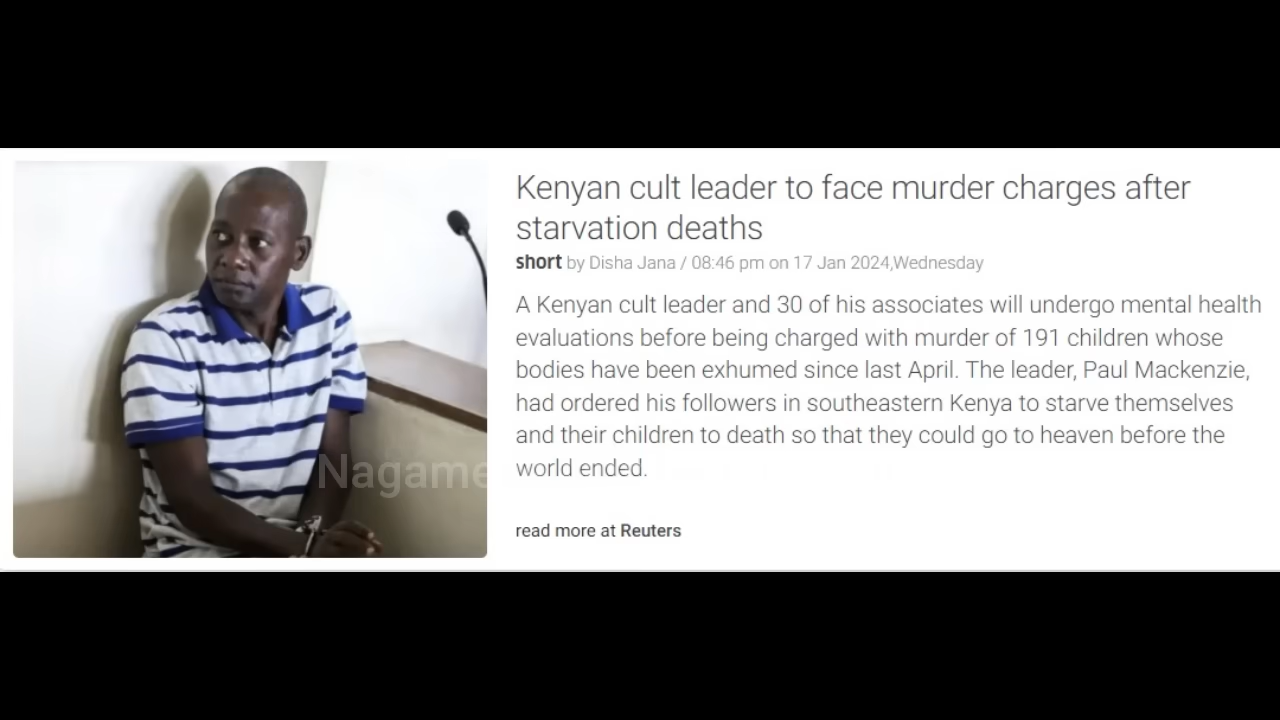 Kenyan cult leader to face murder charges after
starvation deaths
short by Disha Jana / 08:46 pm on 17 Jan 2024,Wednesday
A Kenyan cult leader and 30 of his associates will undergo mental health
evaluations before being charged with murder of 191 children whose
bodies have been exhumed since last April. The leader, Paul Mackenzie,
had ordered his followers in southeastern Kenya to starve themselves
and their children to death so that they could go to heaven before the
Nagame
world ended.
read more at Reuters